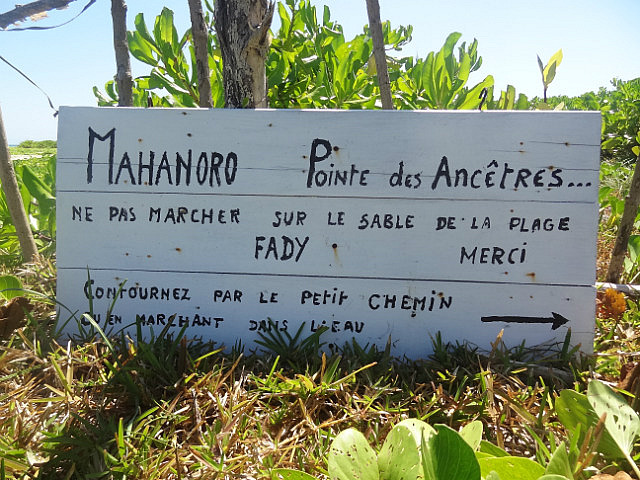 MAHANORO POINTE des ANCÊTRES...
NE PAS MARCHER SUR LE SABLE DE LA PLAGE
FADY MERCI
CONTOURNEZ PAR LE PETIT CHEMIN
OU EN MARCHANT DANS L'EAU